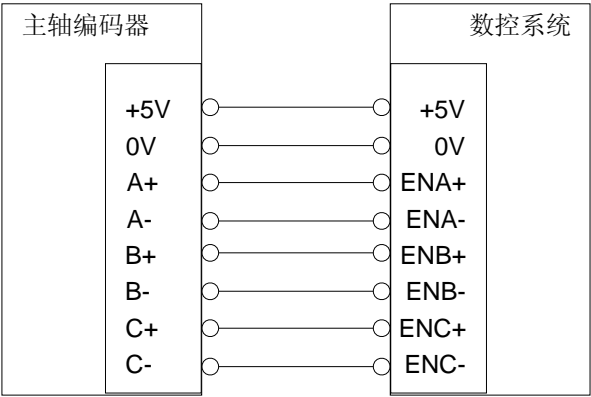 主轴编码器 数控系统
+5V +5V
0V 0V
A+ ENA+
A- ENA-
B+ ENB+
B- ENB-
C+ ENC+
C- ENC-